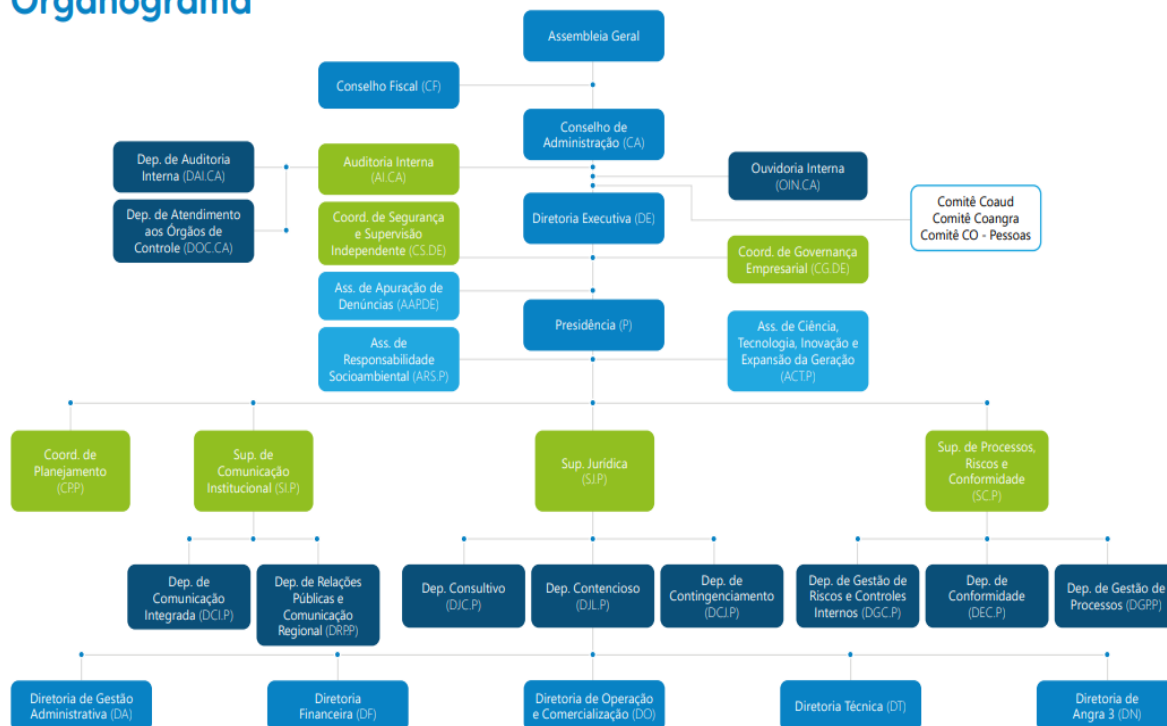 Organograma
Assembleia Geral
Conselho Fiscal (CF)
Conselho de
Administração (CA)
Dep. de Auditoria
Interna (DAI.CA)
Auditoria Interna
(AI.CA)
Ouvidoria Interna
(OIN.CA)
Dep. de Atendimento
aos Órgãos de
Controle (DOC.CA)
Coord. de Segurança
e Supervisão
Independente (CS.DE)
Diretoria Executiva (DE)
Comitê Coaud
Comitê Coangra
Comitê CO - Pessoas
Coord. de Governança
Empresarial (CG.DE)
Ass. de Apuração de
Denúncias (AAP.DE)
Presidência (P)
Ass. de
Responsabilidade
Socioambiental (ARS.P)
Ass. de Ciência,
Tecnologia, Inovação e
Expansão da Geração
(ACT.P)
Coord. de
Planejamento
(CP.P)
Sup. de
Comunicação
Institucional (SI.P)
Sup. Jurídica
(SJ.P)
Sup. de Processos,
Riscos e
Conformidade
(SC.P)
Dep. de
Comunicação
Integrada (DCI.P)
Dep. de Relações
Públicas e
Comunicação
Regional (DRP.P)
Dep. Consultivo
(DJC.P)
Dep. Contencioso
(DJL.P)
Dep. de
Contingenciamento
(DCJ.P)
Dep. de Gestão de
Riscos e Controles
Internos (DGC.P)
Dep. de
Conformidade
(DEC.P)
Dep. de Gestão de
Processos (DGP.P)
Diretoria de Gestão
Administrativa (DA)
Diretoria
Financeira (DF)
Diretoria de Operação
e Comercialização (DO)
Diretoria Técnica (DT)
Diretoria de
Angra 3 (DN)